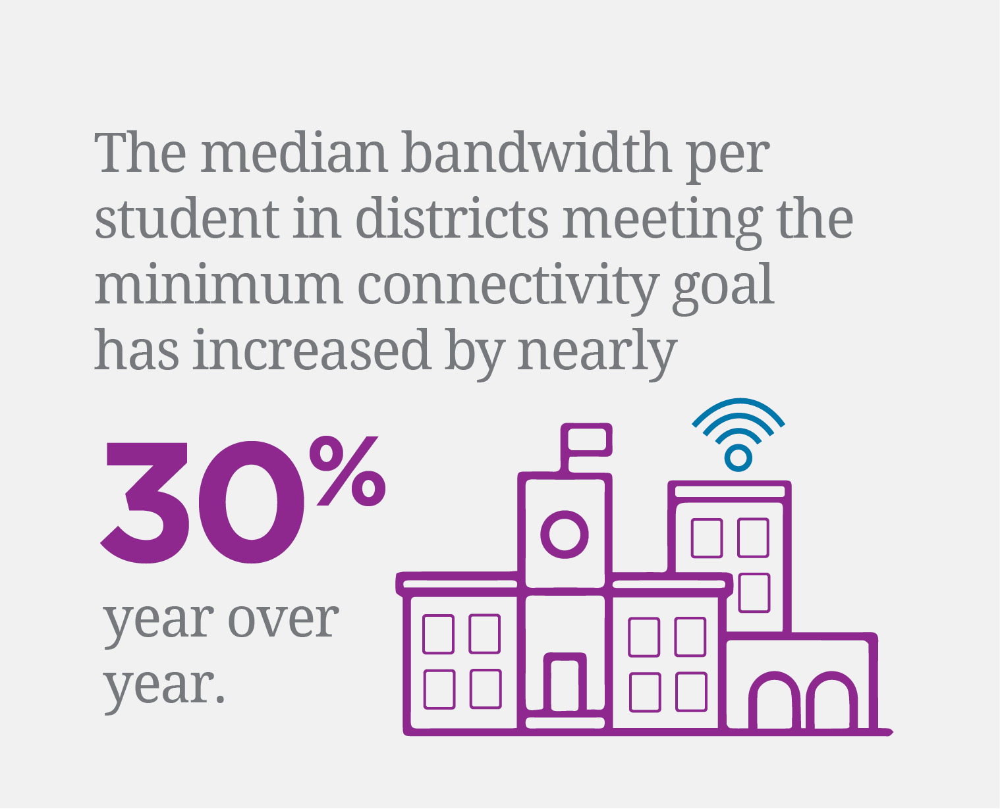 The median bandwidth per
student in districts meeting the
minimum connectivity goal
has increased by nearly
30%
year over
year.